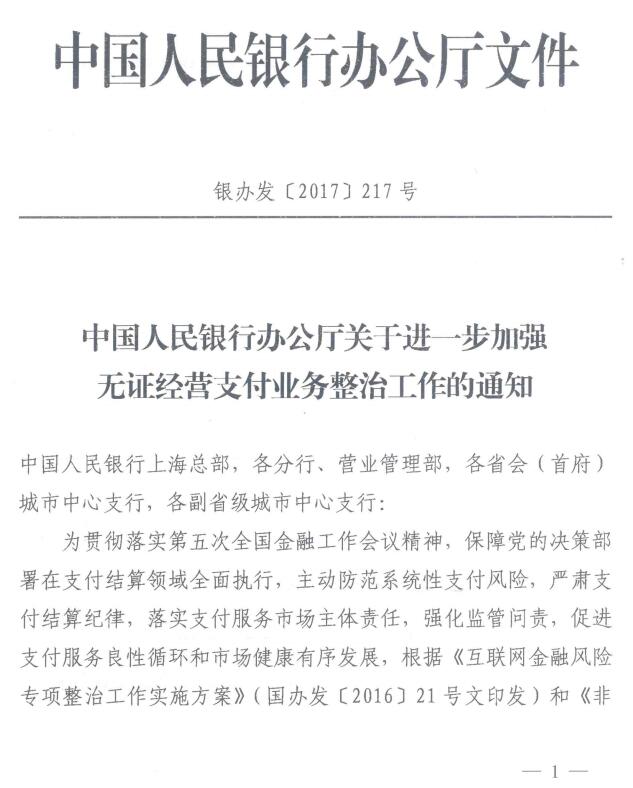 中国人民银行办公厅文件
银办发〔2017〕217 号
中国人民银行办公厅关于进一步加强
无证经营支付业务整治工作的通知
中国人民银行上海总部，各分行、营业管理部，各省会（首府）
城市中心支行，各副省级城市中心支行：
为贯彻落实第五次全国金融工作会议精神，保障党的决策部
署在支付结算领域全面执行，主动防范系统性支付风险，严肃支
付结算纪律，落实支付服务市场主体责任，强化监管问责，促进
支付服务良性循环和市场健康有序发展，根据《互联网金融风险
专项整治工作实施方案》（国办发〔2016〕21 号文印发）和《非
— 1 —